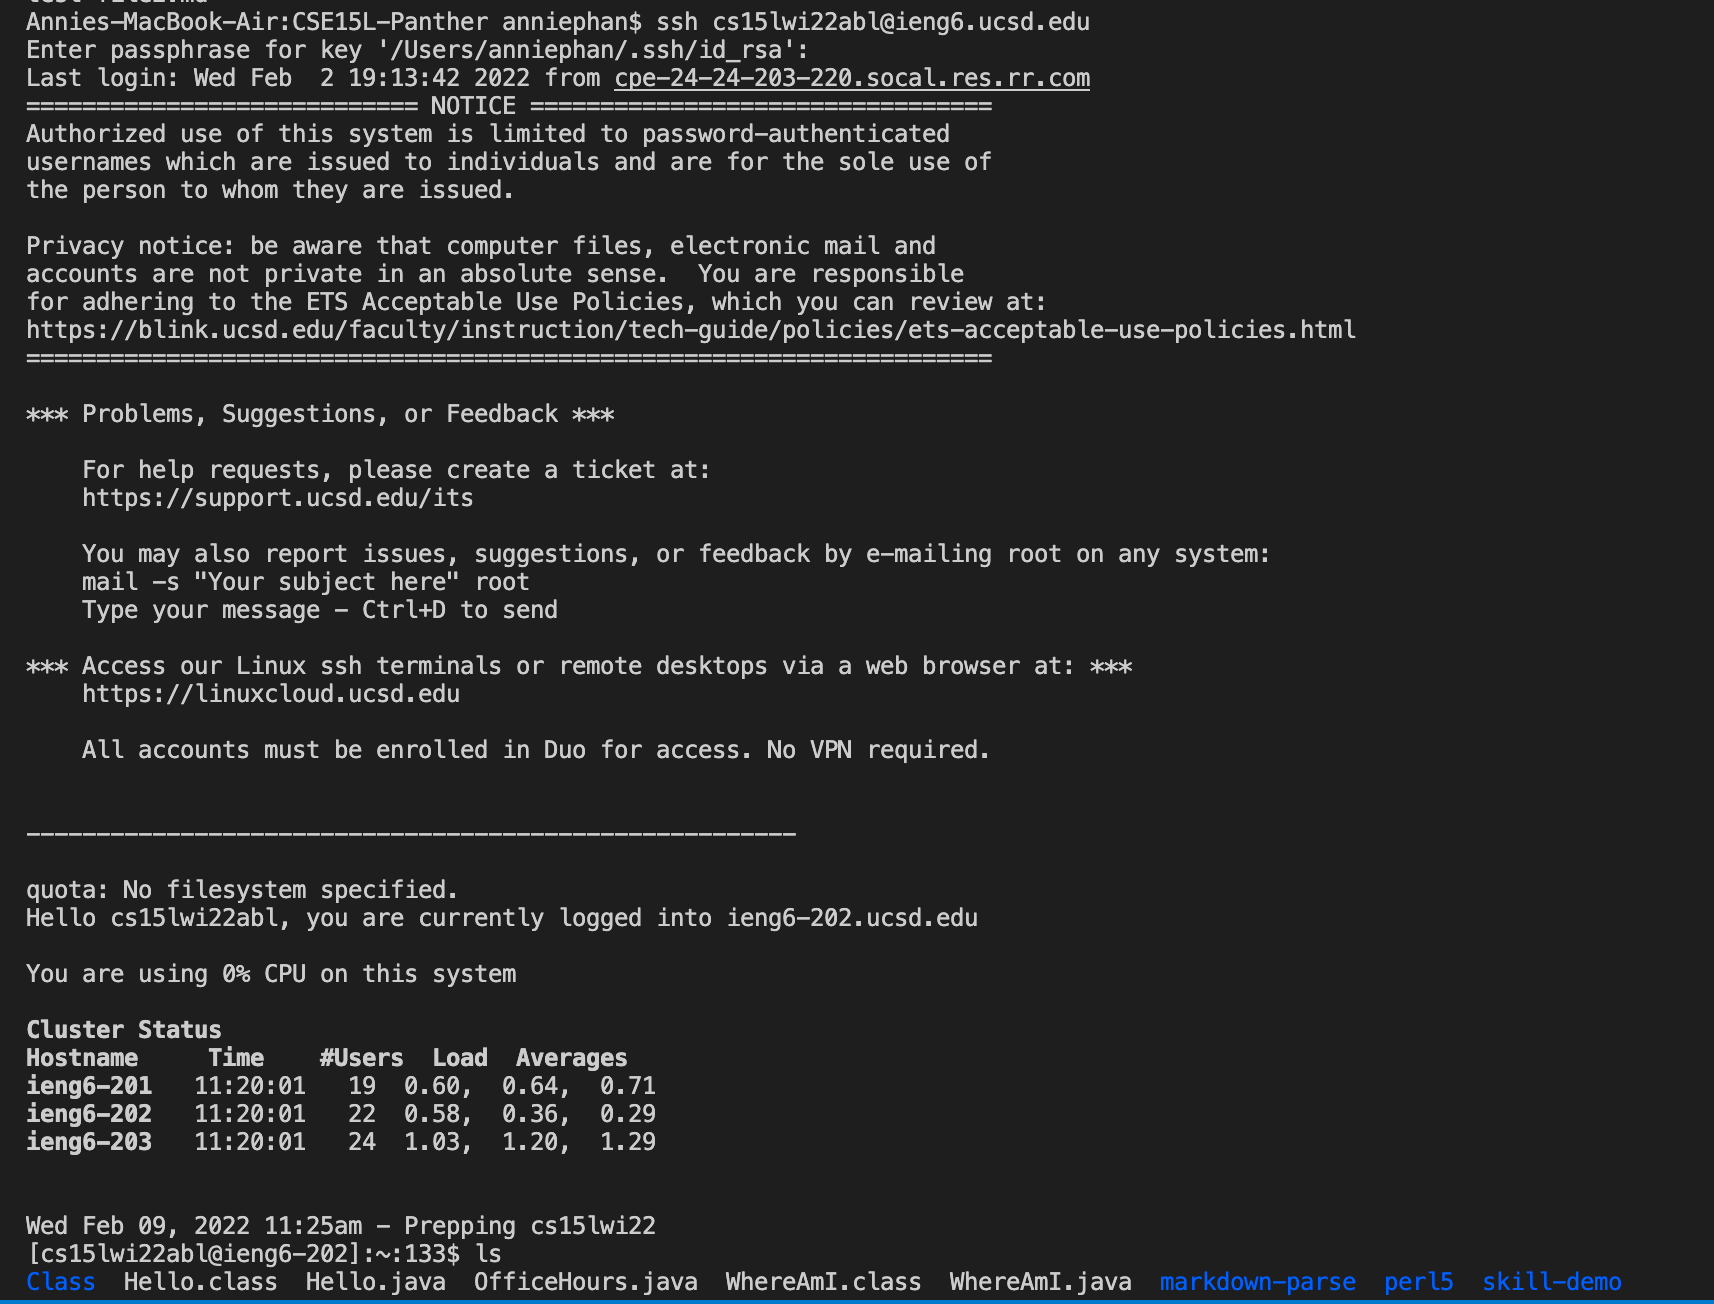 test-file2.md
Annies-MacBook-Air:CSE15L-Panther anniephan$ ssh cs15lwi22abl@ieng6.ucsd.edu
Enter passphrase for key '/Users/anniephan/.ssh/id_rsa':
Last login: Wed Feb  2 19:13:42 2022 from cpe-24-24-203-220.socal.res.rr.com
============================ NOTICE =================================
Authorized use of this system is limited to password-authenticated
usernames which are issued to individuals and are for the sole use of
the person to whom they are issued.

Privacy notice: be aware that computer files, electronic mail and
accounts are not private in an absolute sense.  You are responsible
for adhering to the ETS Acceptable Use Policies, which you can review at:
https://blink.ucsd.edu/faculty/instruction/tech-guide/policies/ets-acceptable-use-policies.html
=====================================================================

*** Problems, Suggestions, or Feedback ***

    For help requests, please create a ticket at:
    https://support.ucsd.edu/its

    You may also report issues, suggestions, or feedback by e-mailing root on any system:
    mail -s "Your subject here" root
    Type your message - Ctrl+D to send

*** Access our Linux ssh terminals or remote desktops via a web browser at: ***
    https://linuxcloud.ucsd.edu

    All accounts must be enrolled in Duo for access. No VPN required.


-------------------------------------------------------

quota: No filesystem specified.
Hello cs15lwi22abl, you are currently logged into ieng6-202.ucsd.edu

You are using 0% CPU on this system

Cluster Status
Hostname     Time    #Users  Load  Averages
ieng6-201   11:20:01   19  0.60,  0.64,  0.71
ieng6-202   11:20:01   22  0.58,  0.36,  0.29
ieng6-203   11:20:01   24  1.03,  1.20,  1.29


Wed Feb 09, 2022 11:25am - Prepping cs15lwi22
[cs15lwi22abl@ieng6-202]:~:133$ ls
Class  Hello.class  Hello.java  OfficeHours.java  WhereAmI.class  WhereAmI.java  markdown-parse  perl5  skill-demo